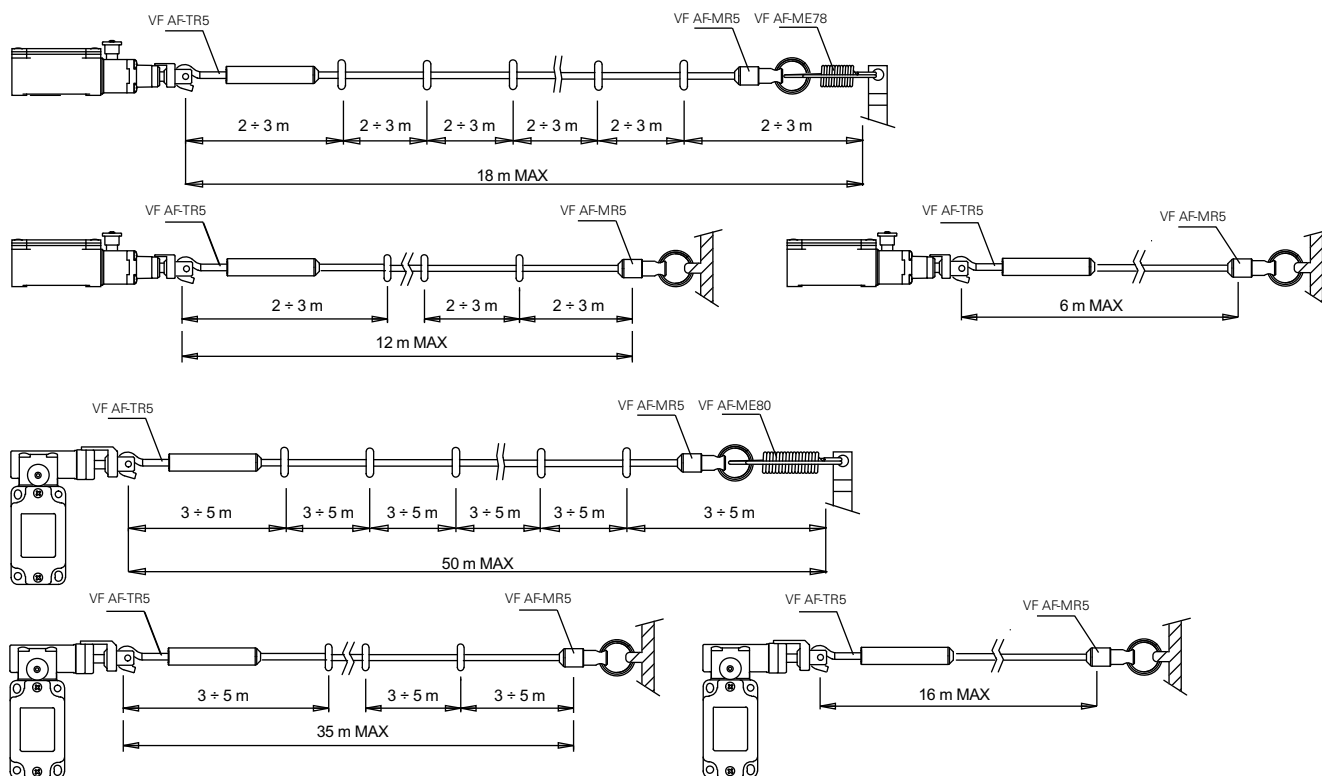 VF AF-TR5 VF AF-MR5 VF AF-ME78
2 ÷ 3 m 2 ÷ 3 m 2 ÷ 3 m 2 ÷ 3 m 2 ÷ 3 m 2 ÷ 3 m
18 m MAX
VF AF-TR5 VF AF-MR5
2 ÷ 3 m 2 ÷ 3 m 2 ÷ 3 m
12 m MAX
VF AF-TR5 VF AF-MR5
6 m MAX
VF AF-TR5 VF AF-MR5 VF AF-ME80
3 ÷ 5 m 3 ÷ 5 m 3 ÷ 5 m 3 ÷ 5 m 3 ÷ 5 m 3 ÷ 5 m
50 m MAX
VF AF-TR5 VF AF-MR5
3 ÷ 5 m 3 ÷ 5 m 3 ÷ 5 m
35 m MAX
VF AF-TR5 VF AF-MR5
16 m MAX